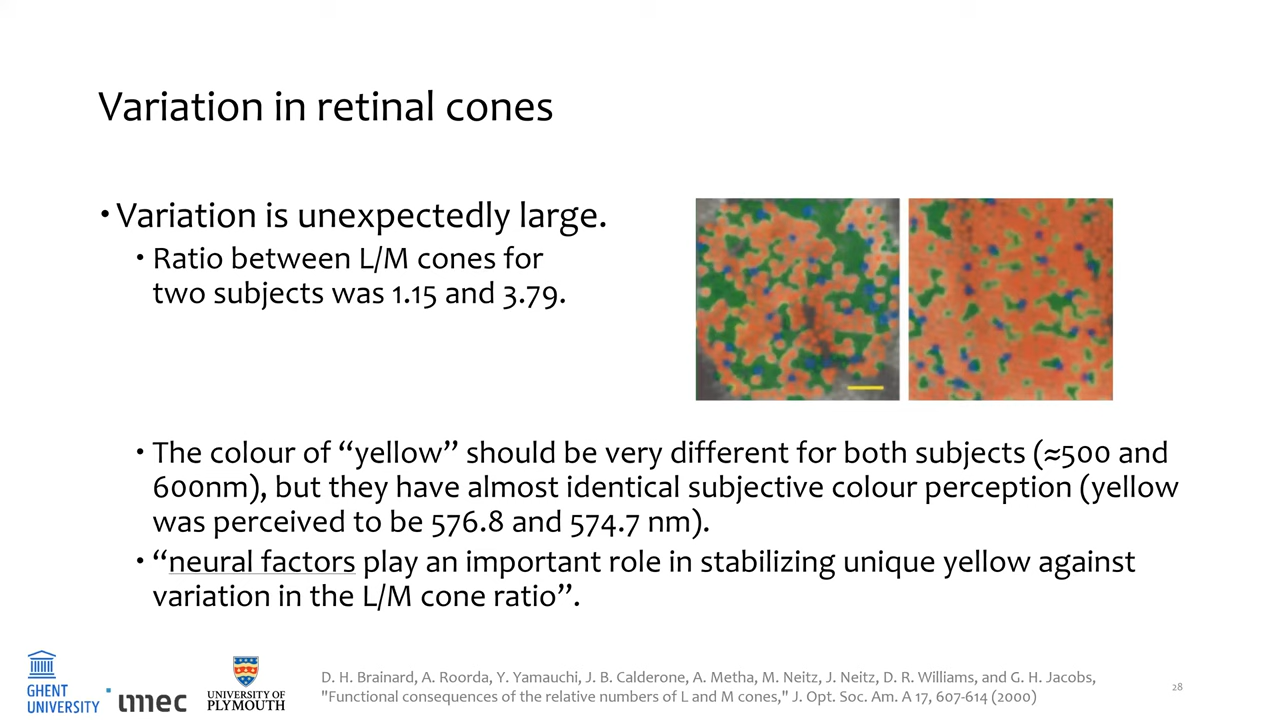 Variation in retinal cones
• Variation is unexpectedly large.
• Ratio between L/M cones for
two subjects was 1.15 and 3.79.
• The colour of “yellow” should be very different for both subjects (≈500 and
600nm), but they have almost identical subjective colour perception (yellow
was perceived to be 576.8 and 574.7 nm).
• “neural factors play an important role in stabilizing unique yellow against
variation in the L/M cone ratio”.
GHENT
UNIVERSITY
imec
UNIVERSITY OF
PLYMOUTH
D. H. Brainard, A. Roorda, Y. Yamauchi, J. B. Calderone, A. Metha, M. Neitz, J. Neitz, D. R. Williams, and G. H. Jacobs,
"Functional consequences of the relative numbers of L and M cones," J. Opt. Soc. Am. A 17, 607-614 (2000)
28